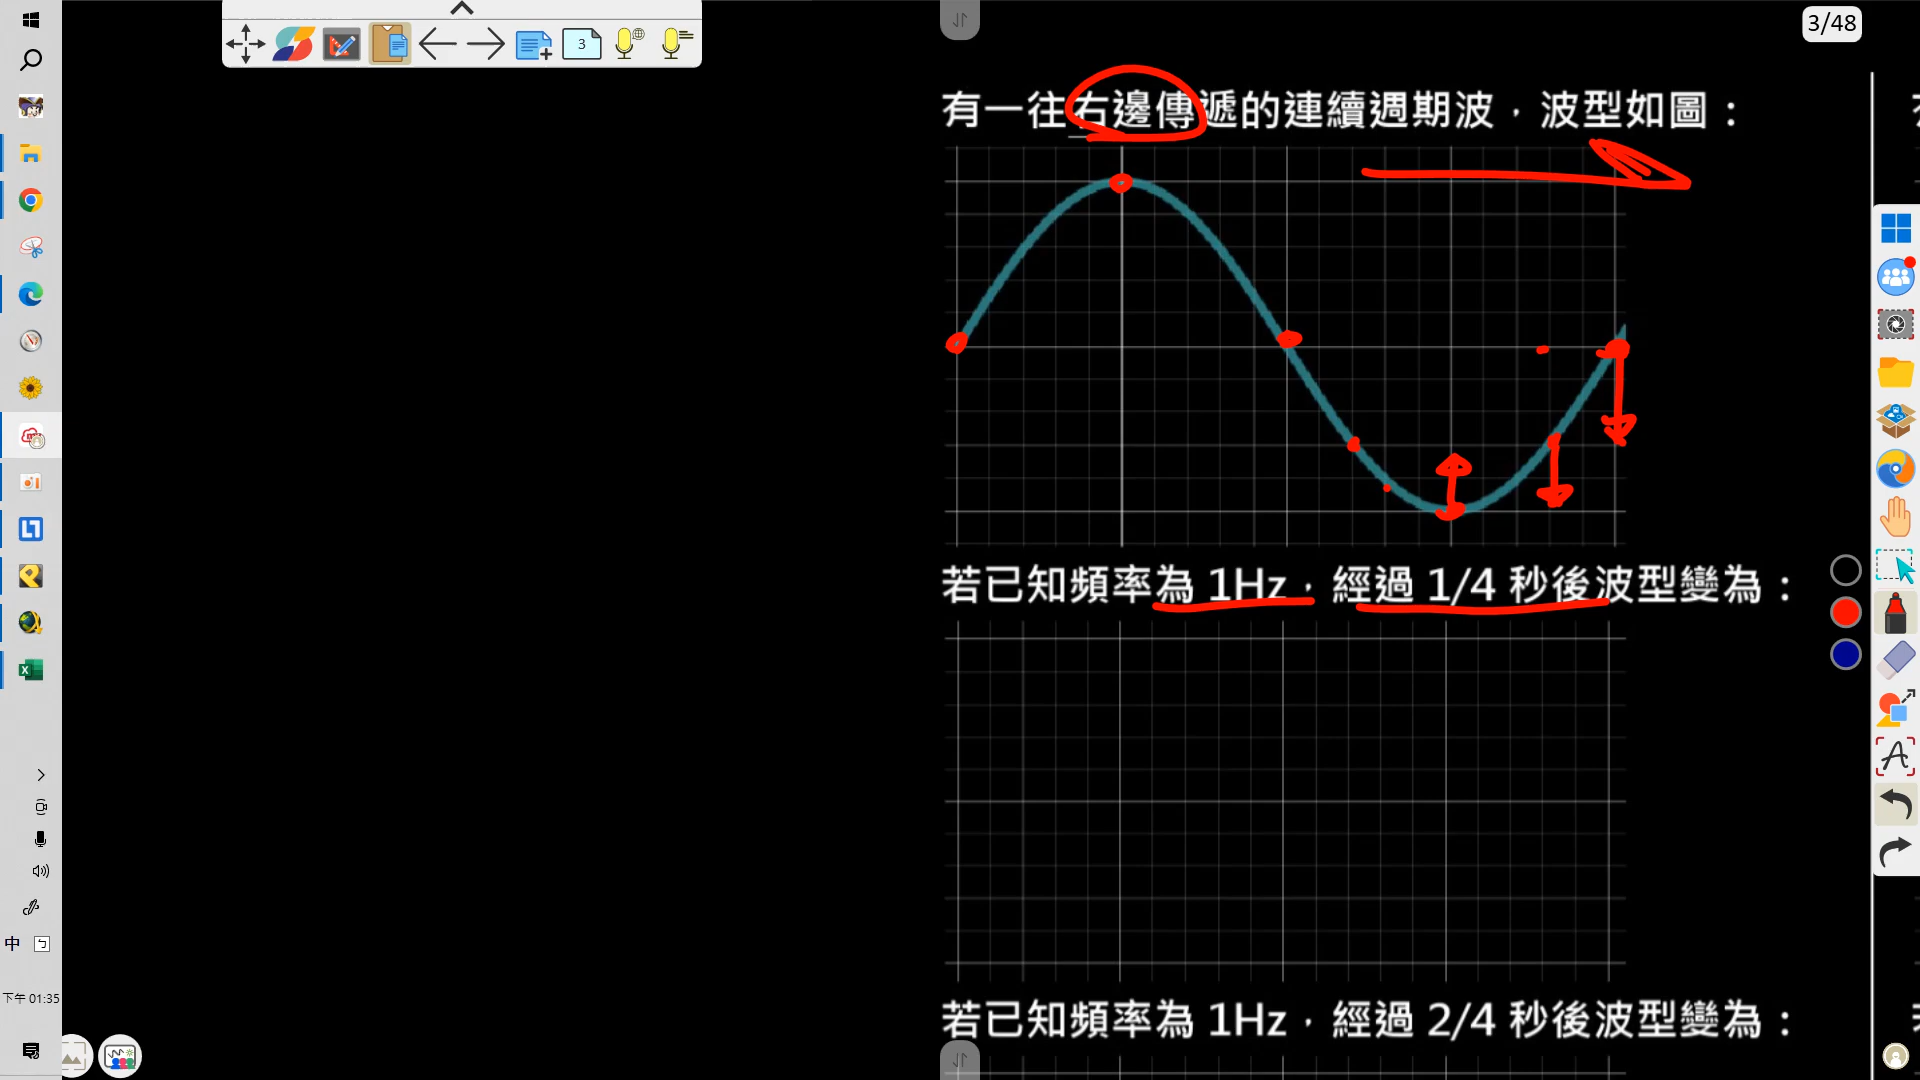 3/48
3
有一往右邊傳遞的連續週期波，波型如圖：
若已知頻率為 1Hz，經過 1/4 秒後波型變為：
若已知頻率為 1Hz，經過 2/4 秒後波型變為：
中 ㄅ
下午 01:35